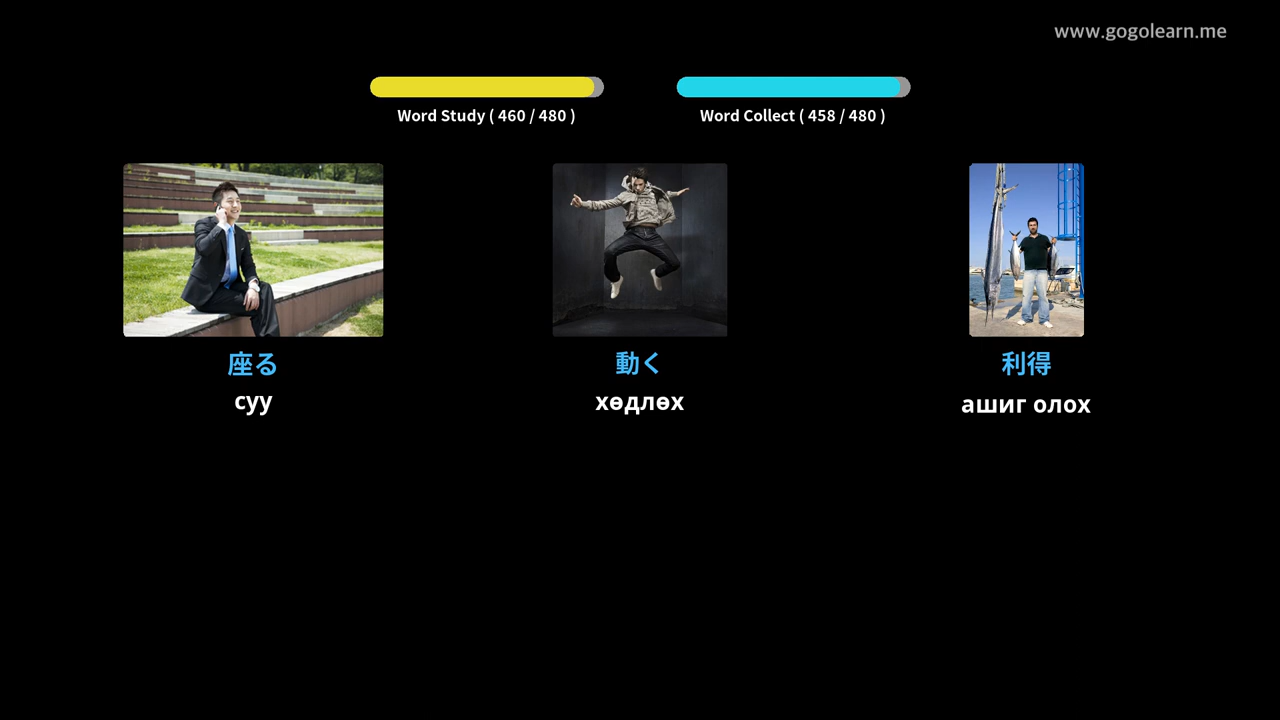 www.gogolearn.me
Word Study ( 460 / 480 )
Word Collect ( 458 / 480 )
座る
動く
利得
суу
хөдлөх
ашиг олох